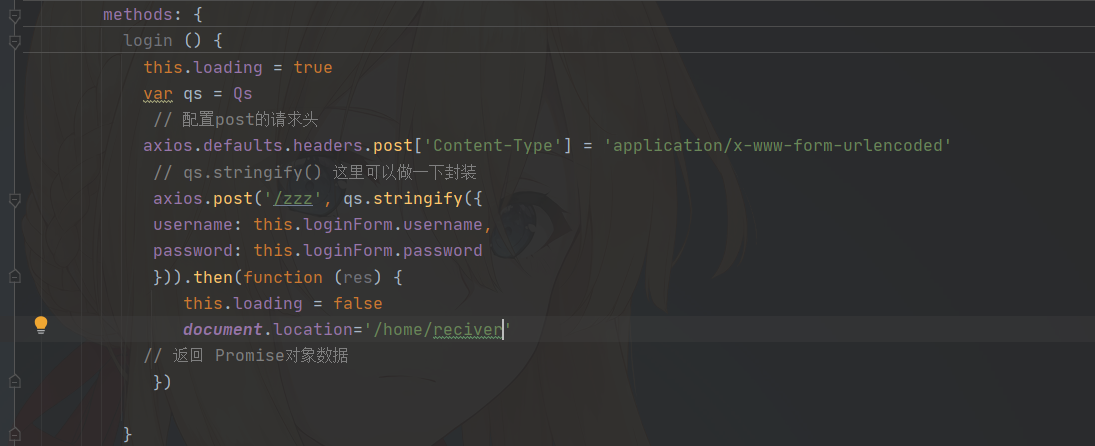 methods: {
login () {
this.loading = true
var qs = Qs
// 配置post的请求头
axios.defaults.headers.post['Content-Type'] = 'application/x-www-form-urlencoded'
// qs.stringify() 这里可以做一下封装
axios.post('/zzz', qs.stringify({
username: this.loginForm.username,
password: this.loginForm.password
})).then(function (res) {
this.loading = false
document.location='/home/reciver'
// 返回 Promise对象数据
})
}